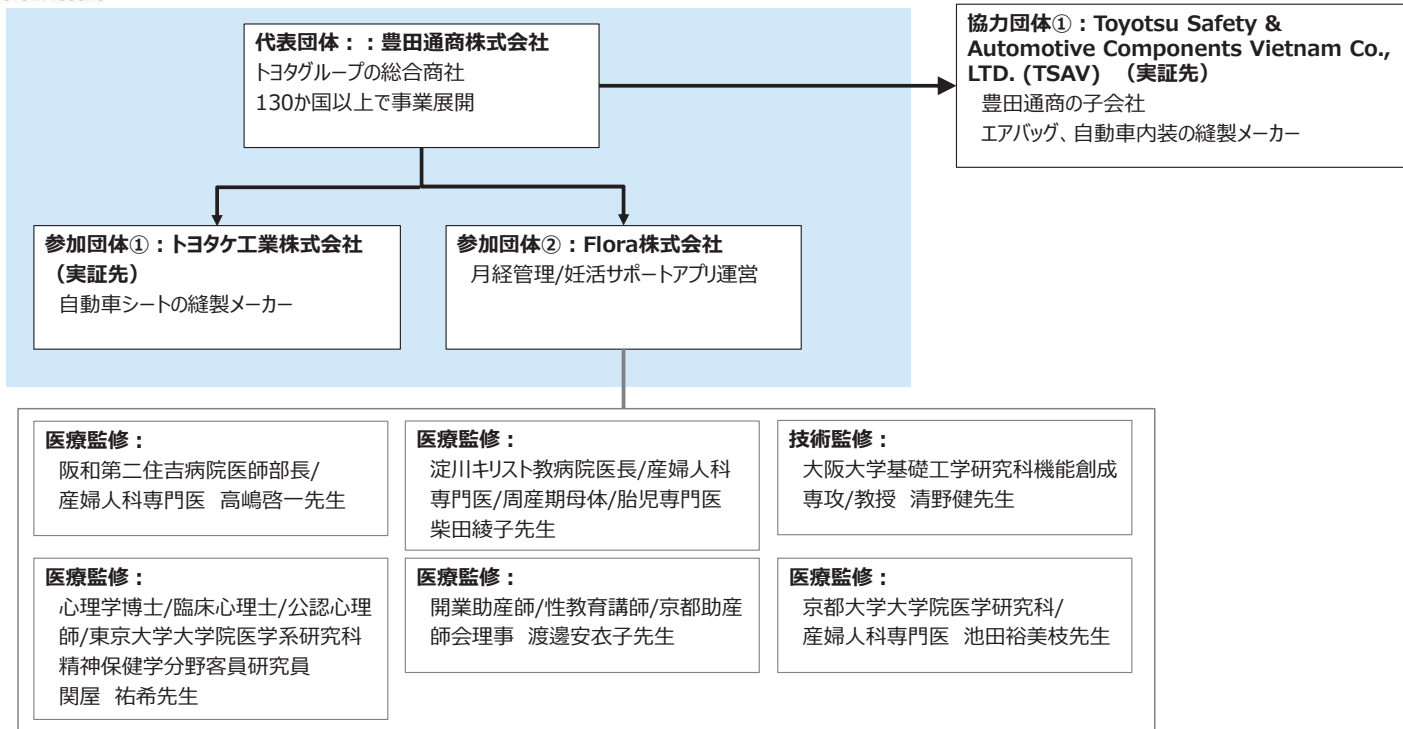 代表団体：：豊田通商株式会社
トヨタグループの総合商社
130か国以上で事業展開
協力団体①：Toyotsu Safety &
Automotive Components Vietnam Co.,
LTD. (TSAV) （実証先）
豊田通商の子会社
エアバッグ、自動車内装の縫製メーカー
参加団体①：トヨタケ工業株式会社
（実証先）
自動車シートの縫製メーカー
参加団体②：Flora株式会社
月経管理/妊活サポートアプリ運営
医療監修：
阪和第二住吉病院医師部長/
産婦人科専門医 高嶋啓一先生
医療監修：
淀川キリスト教病院医長/産婦人科
専門医/周産期母体/胎児専門医
柴田綾子先生
技術監修：
大阪大学基礎工学研究科機能創成
専攻/教授 清野健先生
医療監修：
心理学博士/臨床心理士/公認心理
師/東京大学大学院医学系研究科
精神保健学分野客員研究員
関屋 祐希先生
医療監修：
開業助産師/性教育講師/京都助産
師会理事 渡邊安衣子先生
医療監修：
京都大学大学院医学研究科/
産婦人科専門医 池田裕美枝先生